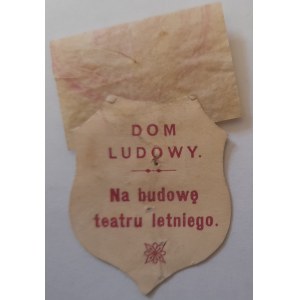 DOM
LUDOWY.
Na budowę
teatru letniego.